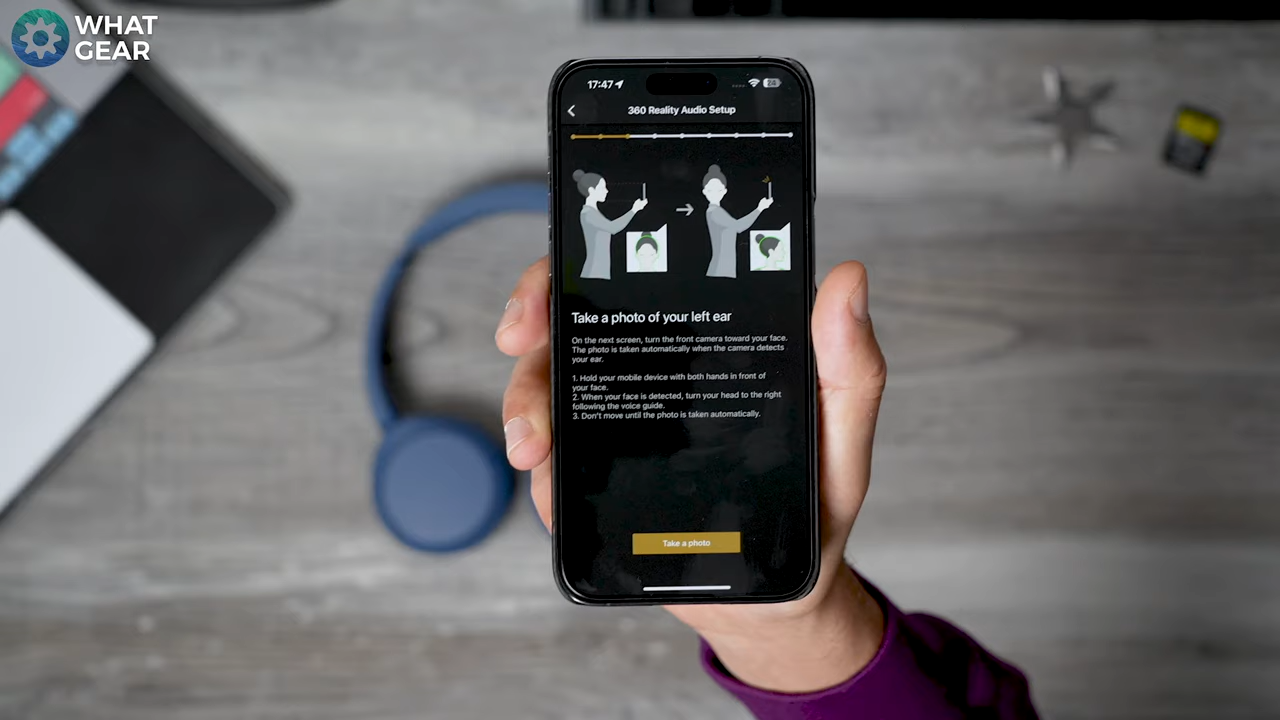 WHAT
GEAR
17:47
24
360 Reality Audio Setup
Take a photo of your left ear
On the next screen, turn the front camera toward your face.
The photo is taken automatically when the camera detects
your ear.
1. Hold your mobile device with both hands in front of
your face.
2. When your face is detected, turn your head to the right
following the voice guide.
3. Don't move until the photo is taken automatically.
Take a photo